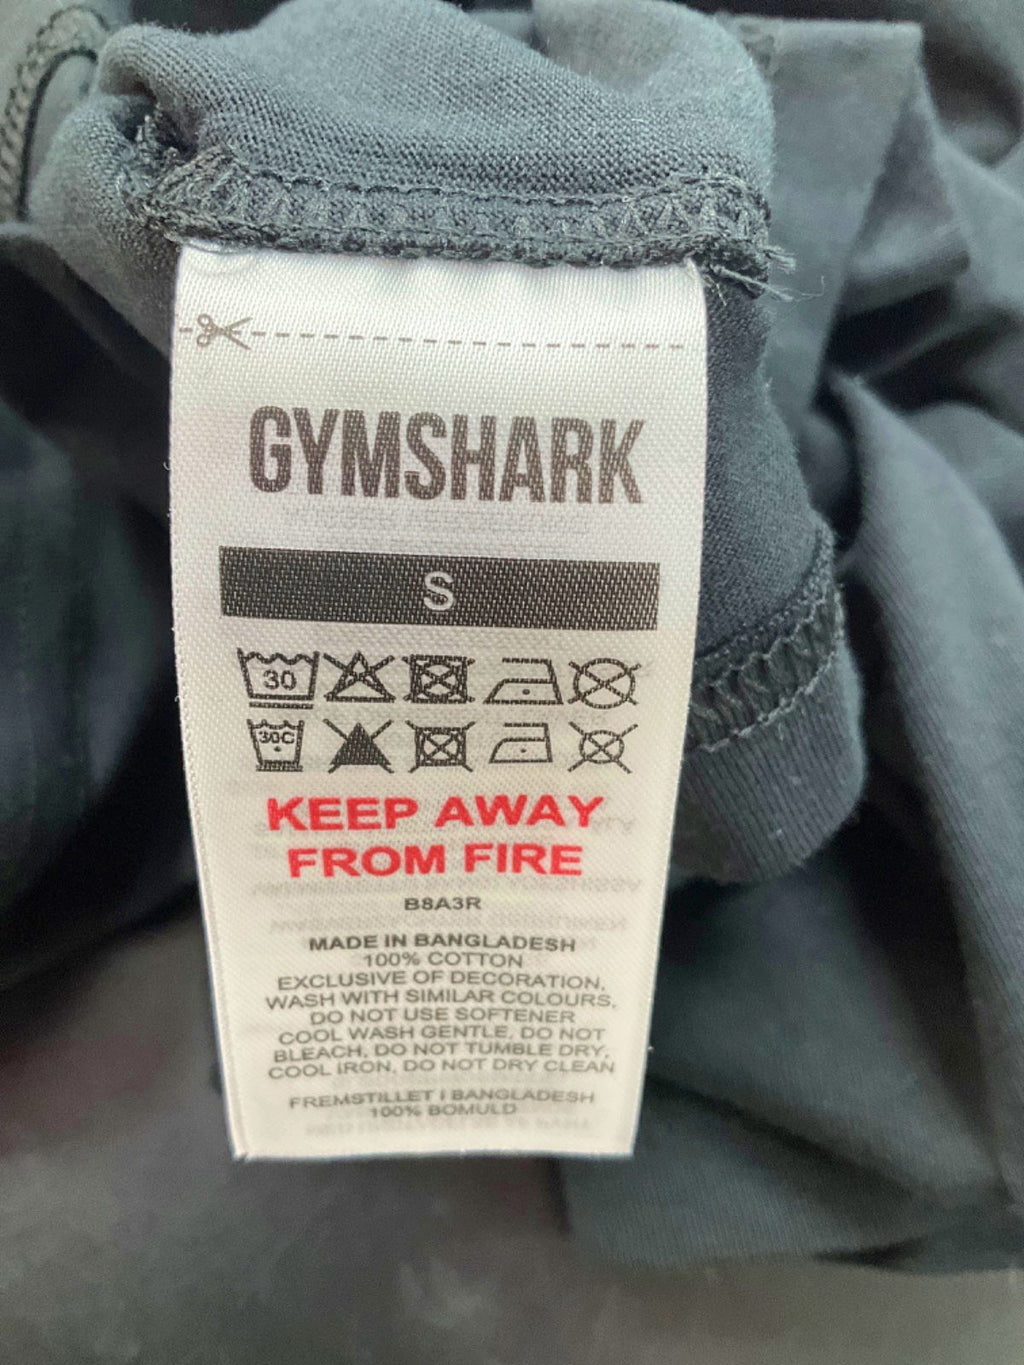 GYMSHARK
S
30
30C
KEEP AWAY
FROM FIRE
B8A3R
MADE IN BANGLADESH
100% COTTON
EXCLUSIVE OF DECORATION,
WASH WITH SIMILAR COLOURS,
DO NOT USE SOFTENER
COOL WASH GENTLE, DO NOT
BLEACH, DO NOT TUMBLE DRY,
COOL IRON, DO NOT DRY CLEAN
FREMSTILLET I BANGLADESH
100% BOMULD